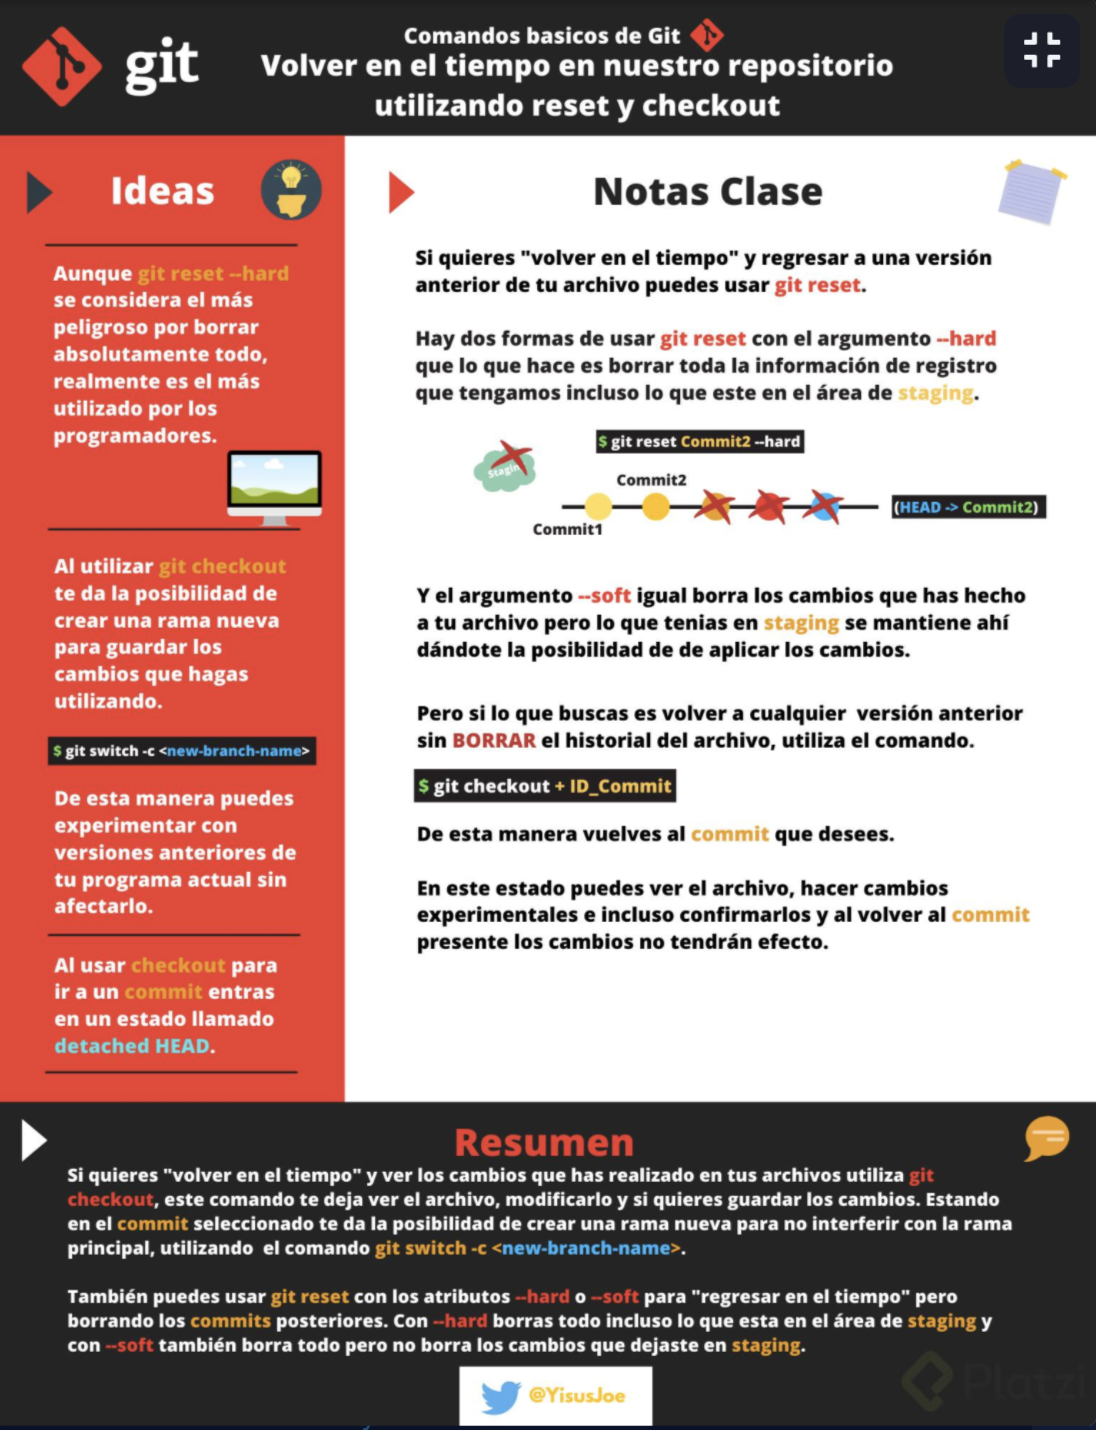 git
Comandos basicos de Git
Volver en el tiempo en nuestro repositorio
utilizando reset y checkout
Ideas
Aunque git reset --hard
se considera el más
peligroso por borrar
absolutamente todo,
realmente es el más
utilizado por los
programadores.
Al utilizar git checkout
te da la posibilidad de
crear una rama nueva
para guardar los
cambios que hagas
utilizando.
$ git switch -c <new-branch-name>
De esta manera puedes
experimentar con
versiones anteriores de
tu programa actual sin
afectarlo.
Al usar checkout para
ir a un commit entras
en un estado llamado
detached HEAD.
Notas Clase
Si quieres "volver en el tiempo" y regresar a una versión
anterior de tu archivo puedes usar git reset.
Hay dos formas de usar git reset con el argumento --hard
que lo que hace es borrar toda la información de registro
que tengamos incluso lo que este en el área de staging.
$ git reset Commit2 --hard
Staging
Commit2
(HEAD -> Commit2)
Commit1
Y el argumento --soft igual borra los cambios que has hecho
a tu archivo pero lo que tenias en staging se mantiene ahí
dándote la posibilidad de de aplicar los cambios.
Pero si lo que buscas es volver a cualquier versión anterior
sin BORRAR el historial del archivo, utiliza el comando.
$ git checkout + ID_Commit
De esta manera vuelves al commit que desees.
En este estado puedes ver el archivo, hacer cambios
experimentales e incluso confirmarlos y al volver al commit
presente los cambios no tendrán efecto.
Resumen
Si quieres "volver en el tiempo" y ver los cambios que has realizado en tus archivos utiliza git
checkout, este comando te deja ver el archivo, modificarlo y si quieres guardar los cambios. Estando
en el commit seleccionado te da la posibilidad de crear una rama nueva para no interferir con la rama
principal, utilizando el comando git switch -c <new-branch-name>.
También puedes usar git reset con los atributos --hard o --soft para "regresar en el tiempo" pero
borrando los commits posteriores. Con --hard borras todo incluso lo que esta en el área de staging y
con --soft también borra todo pero no borra los cambios que dejaste en staging.
@YisusJoe
Platzi